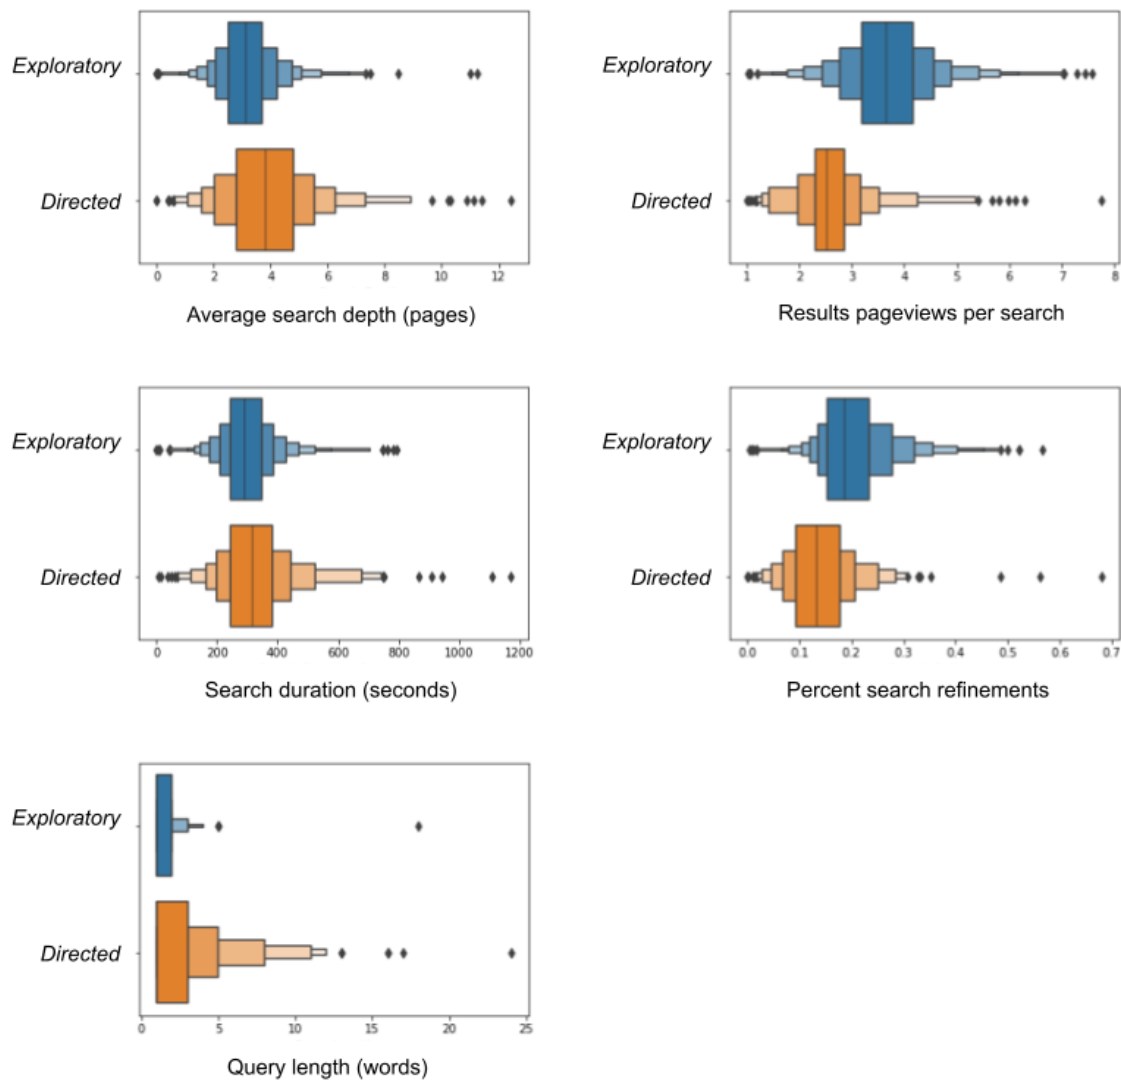 Exploratory
Directed
0 2 4 6 8 10 12
Average search depth (pages)
Exploratory
Directed
1 2 3 4 5 6 7 8
Results pageviews per search
Exploratory
Directed
0 200 400 600 800 1000 1200
Search duration (seconds)
Exploratory
Directed
0.0 0.1 0.2 0.3 0.4 0.5 0.6 0.7
Percent search refinements
Exploratory
Directed
0 5 10 15 20 25
Query length (words)